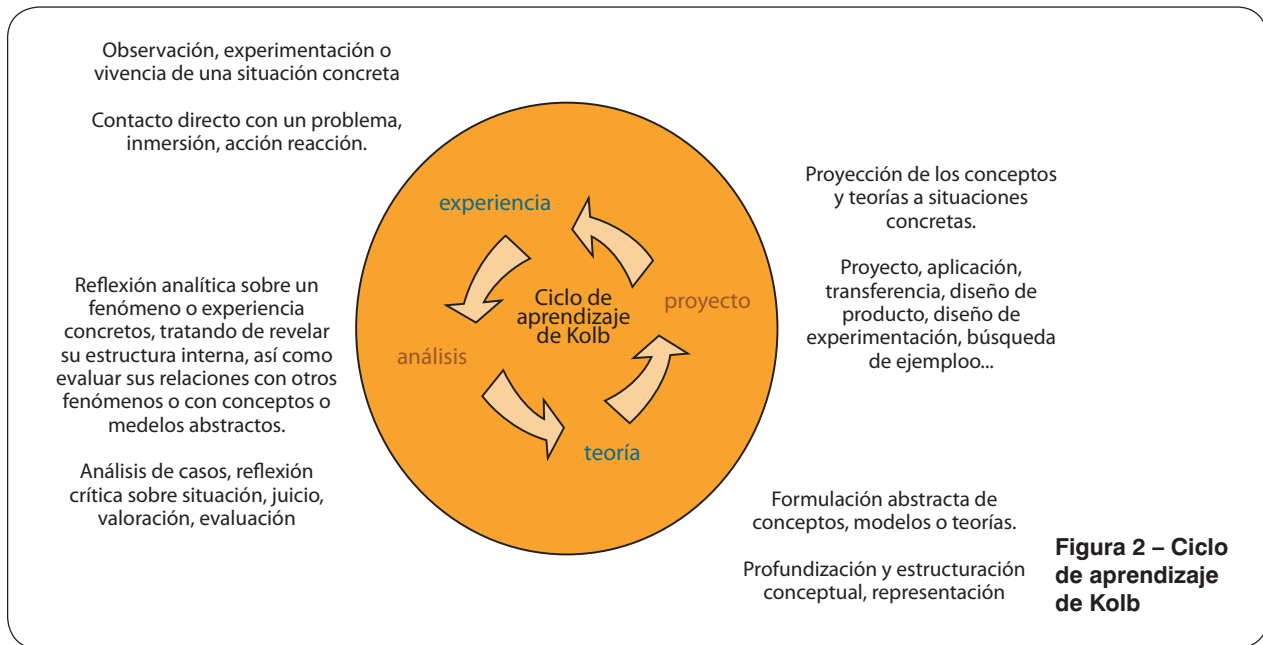 Observación, experimentación o
vivencia de una situación concreta
Contacto directo con un problema,
inmersión, acción reacción.
experiencia
Proyección de los conceptos
y teorías a situaciones
concretas.
Proyecto, aplicación,
transferencia, diseño de
producto, diseño de
experimentación, búsqueda
de ejemploo...
Reflexión analítica sobre un
fenómeno o experiencia
concretos, tratando de revelar
su estructura interna, así como
evaluar sus relaciones con otros
fenómenos o con conceptos o
medelos abstractos.
Análisis de casos, reflexión
crítica sobre situación, juicio,
valoración, evaluación
Ciclo de
aprendizaje
de Kolb
proyecto
análisis
teoría
Formulación abstracta de
conceptos, modelos o teorías.
Profundización y estructuración
conceptual, representación
Figura 2 – Ciclo
de aprendizaje
de Kolb